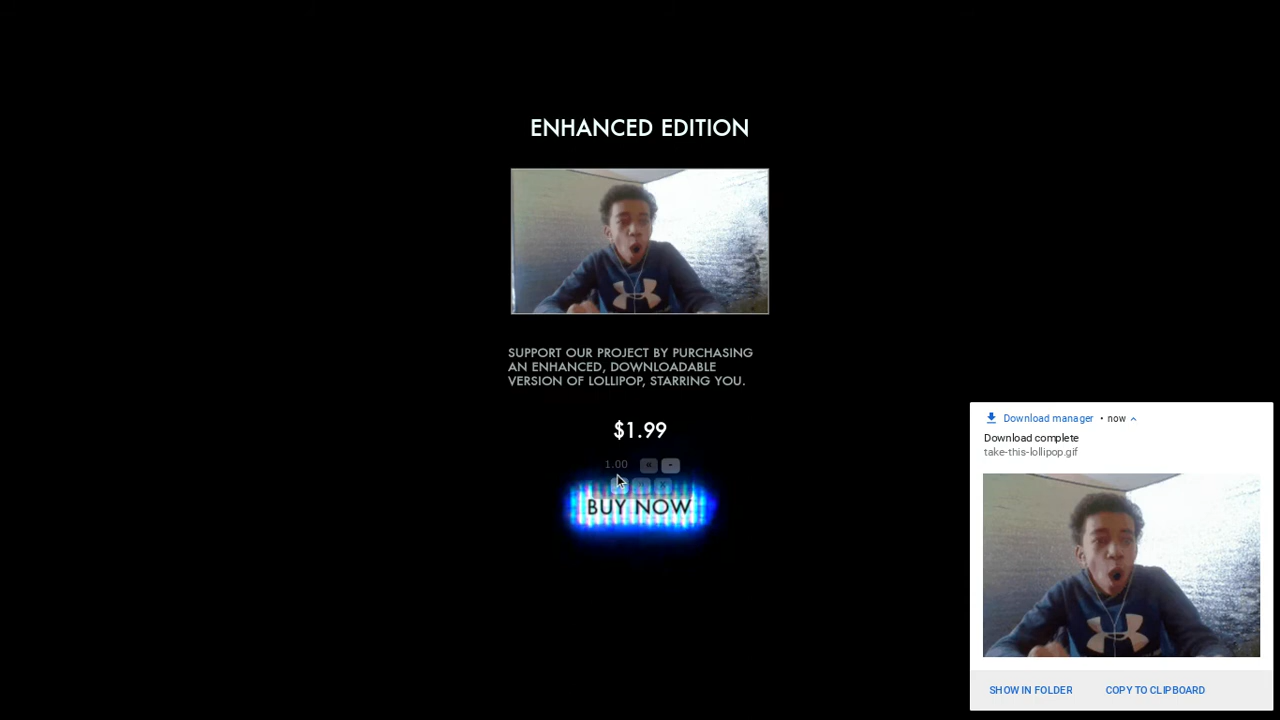 ENHANCED EDITION
SUPPORT OUR PROJECT BY PURCHASING
AN ENHANCED, DOWNLOADABLE
VERSION OF LOLLIPOP, STARRING YOU.
$1.99
1.00 « -
BUY NOW
Download manager • now
Download complete
take-this-lollipop.gif
SHOW IN FOLDER COPY TO CLIPBOARD